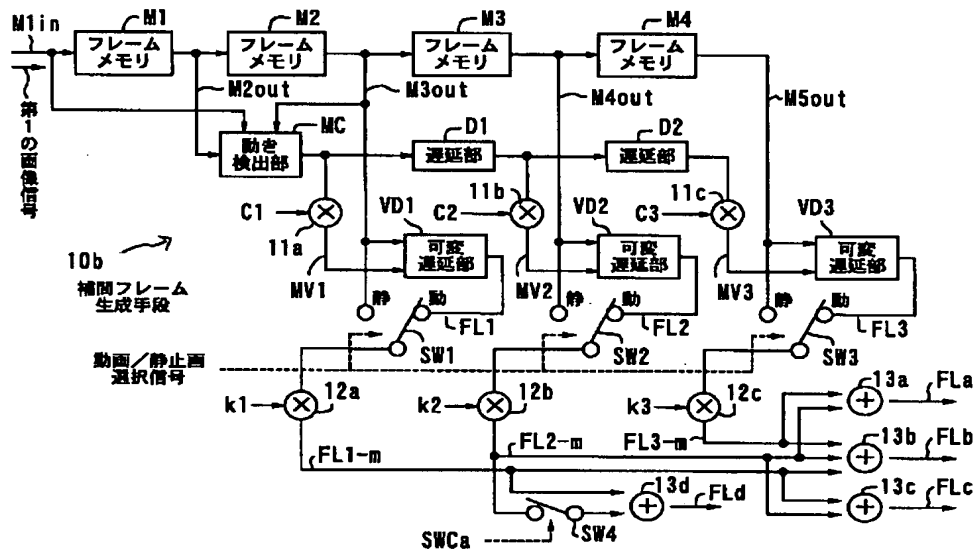 M1in
M1
M2
M3
M4
フレーム
メモリ
フレーム
メモリ
フレーム
メモリ
フレーム
メモリ
第1の画像信号
M2out
M3out
M4out
M5out
MC
動き
検出部
D1
遅延部
D2
遅延部
C1
11a
C2
11b
C3
11c
VD1
可変
遅延部
VD2
可変
遅延部
VD3
可変
遅延部
10b
補間フレーム
生成手段
MV1
MV2
MV3
静
動
静
動
静
動
FL1
FL2
FL3
SW1
SW2
SW3
動画/静止画
選択信号
k1
12a
k2
12b
k3
12c
13a
FLa
FL1-m
FL2-m
FL3-m
13b
FLb
13c
FLc
13d
FLd
SW4
SWCa